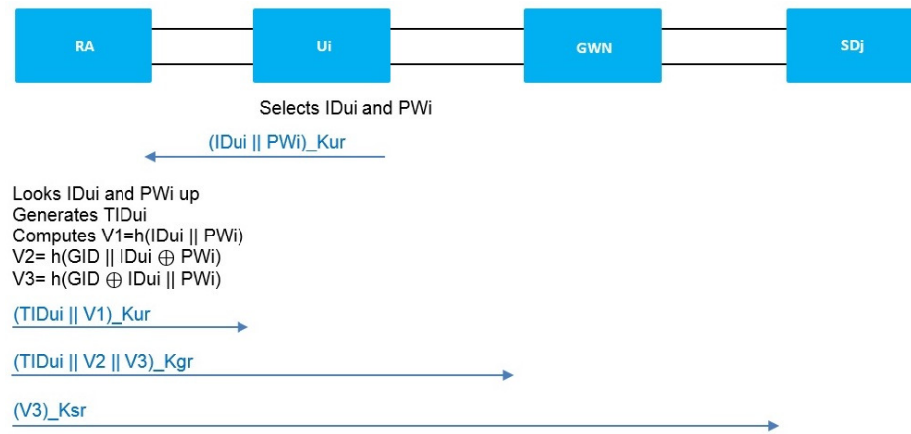 RA
Ui
GWN
SDj
Selects IDui and PWi
(IDui || PWi)_Kur
Looks IDui and PWi up
Generates TIDui
Computes V1=h(IDui || PWi)
V2= h(GID || IDui ⊕ PWi)
V3= h(GID ⊕ IDui || PWi)
(TIDui || V1)_Kur
(TIDui || V2 || V3)_Kgr
(V3)_Ksr